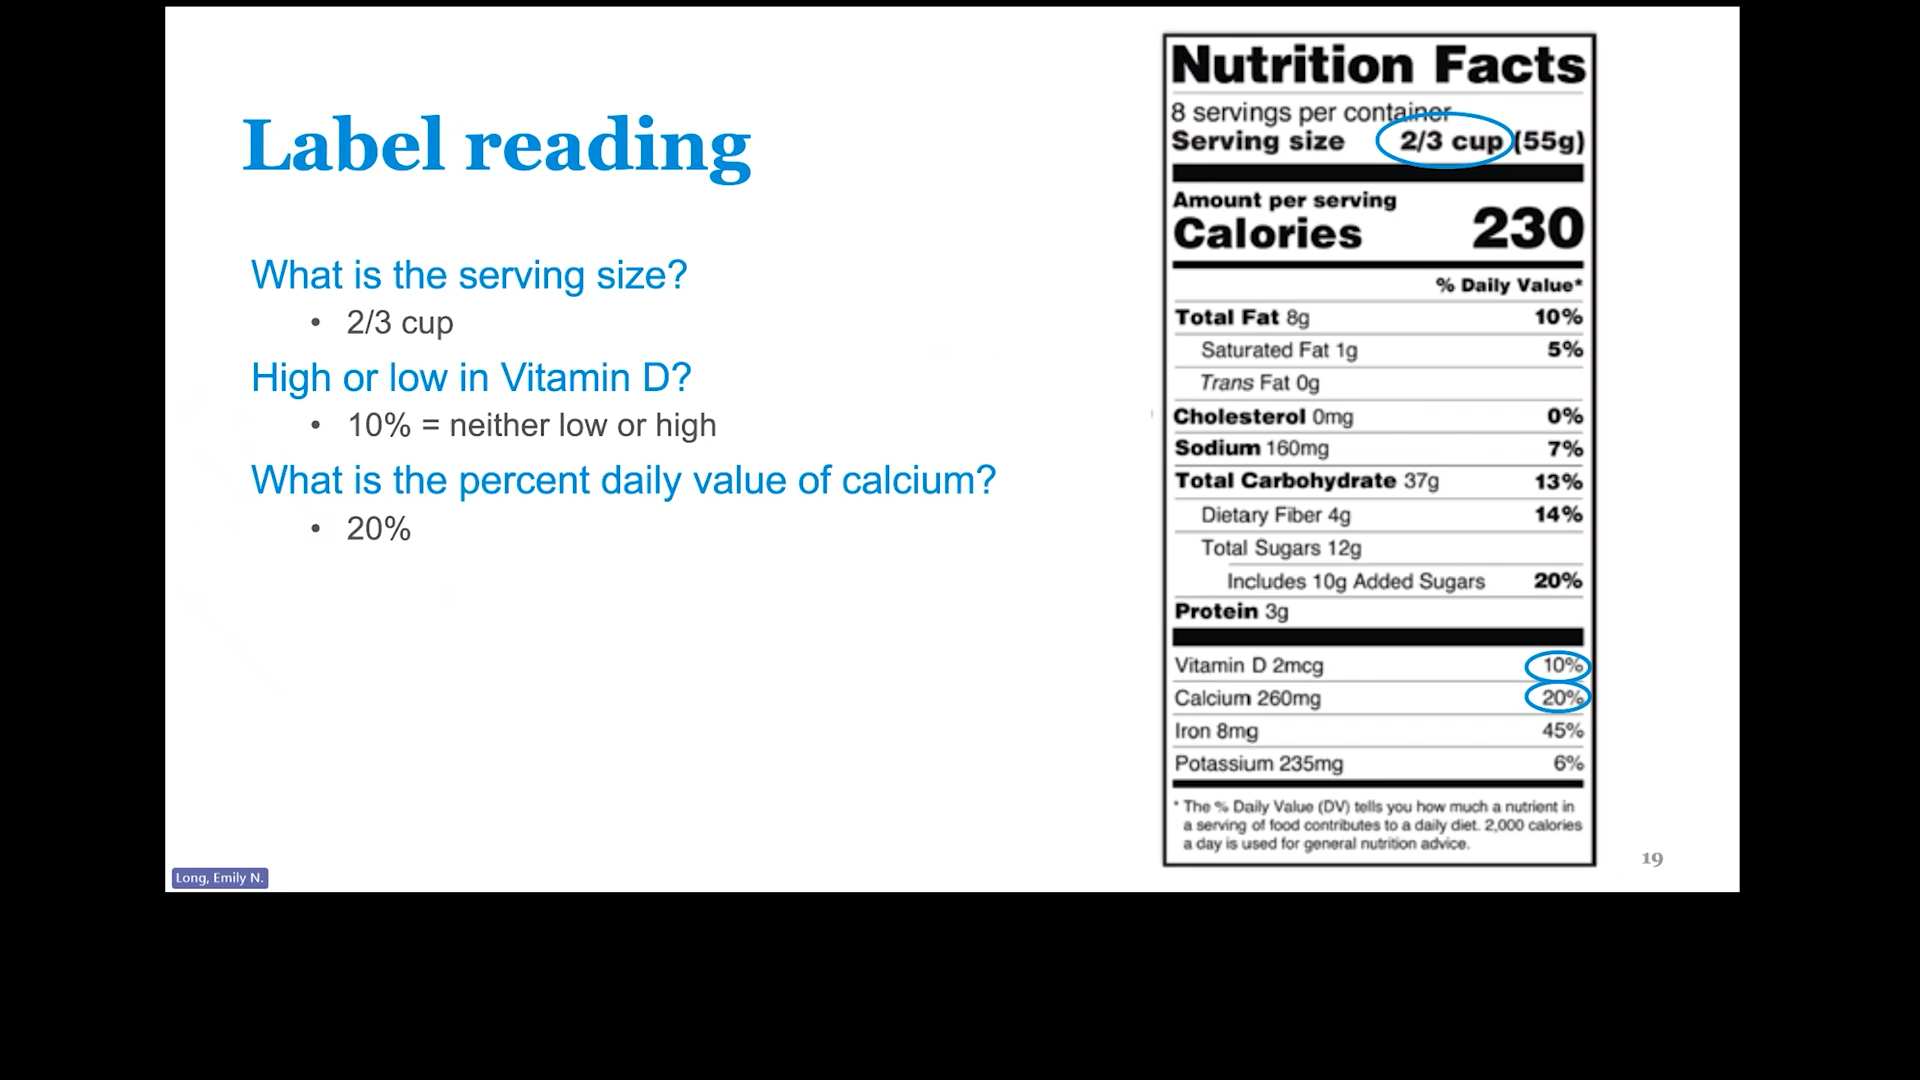 Label reading
What is the serving size?
• 2/3 cup
High or low in Vitamin D?
• 10% = neither low or high
What is the percent daily value of calcium?
• 20%
Nutrition Facts
8 servings per container
Serving size 2/3 cup (55g)
Amount per serving
Calories 230
% Daily Value*
Total Fat 8g 10%
Saturated Fat 1g 5%
Trans Fat 0g
Cholesterol 0mg 0%
Sodium 160mg 7%
Total Carbohydrate 37g 13%
Dietary Fiber 4g 14%
Total Sugars 12g
Includes 10g Added Sugars 20%
Protein 3g
Vitamin D 2mcg 10%
Calcium 260mg 20%
Iron 8mg 45%
Potassium 235mg 6%
* The % Daily Value (DV) tells you how much a nutrient in
a serving of food contributes to a daily diet. 2,000 calories
a day is used for general nutrition advice.
19
Long, Emily N.